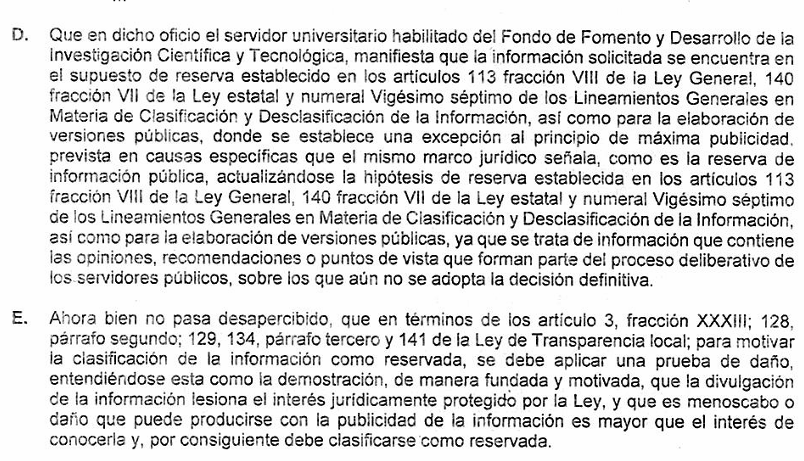 D. Que en dicho oficio el servidor universitario habilitado del Fondo de Fomento y Desarrollo de la
Investigación Científica y Tecnológica, manifiesta que la información solicitada se encuentra en
el supuesto de reserva establecido en los artículos 113 fracción VIII de la Ley General, 140
fracción VII de la Ley estatal y numeral Vigésimo séptimo de los Lineamientos Generales en
Materia de Clasificación y Desclasificación de la Información, así como para la elaboración de
versiones públicas, donde se establece una excepción al principio de máxima publicidad,
prevista en causas específicas que el mismo marco jurídico señala, como es la reserva de
información pública, actualizándose la hipótesis de reserva establecida en los artículos 113
fracción VIII de la Ley General, 140 fracción VII de la Ley estatal y numeral Vigésimo séptimo
de los Lineamientos Generales en Materia de Clasificación y Desclasificación de la Información,
así como para la elaboración de versiones públicas, ya que se trata de información que contiene
las opiniones, recomendaciones o puntos de vista que forman parte del proceso deliberativo de
los servidores públicos, sobre los que aún no se adopta la decisión definitiva.
E. Ahora bien no pasa desapercibido, que en términos de los artículo 3, fracción XXXIII; 128,
párrafo segundo; 129, 134, párrafo tercero y 141 de la Ley de Transparencia local; para motivar
la clasificación de la información como reservada, se debe aplicar una prueba de daño,
entendiéndose esta como la demostración, de manera fundada y motivada, que la divulgación
de la información lesiona el interés jurídicamente protegido por la Ley, y que es menoscabo o
daño que puede producirse con la publicidad de la información es mayor que el interés de
conocerla y, por consiguiente debe clasificarse como reservada.